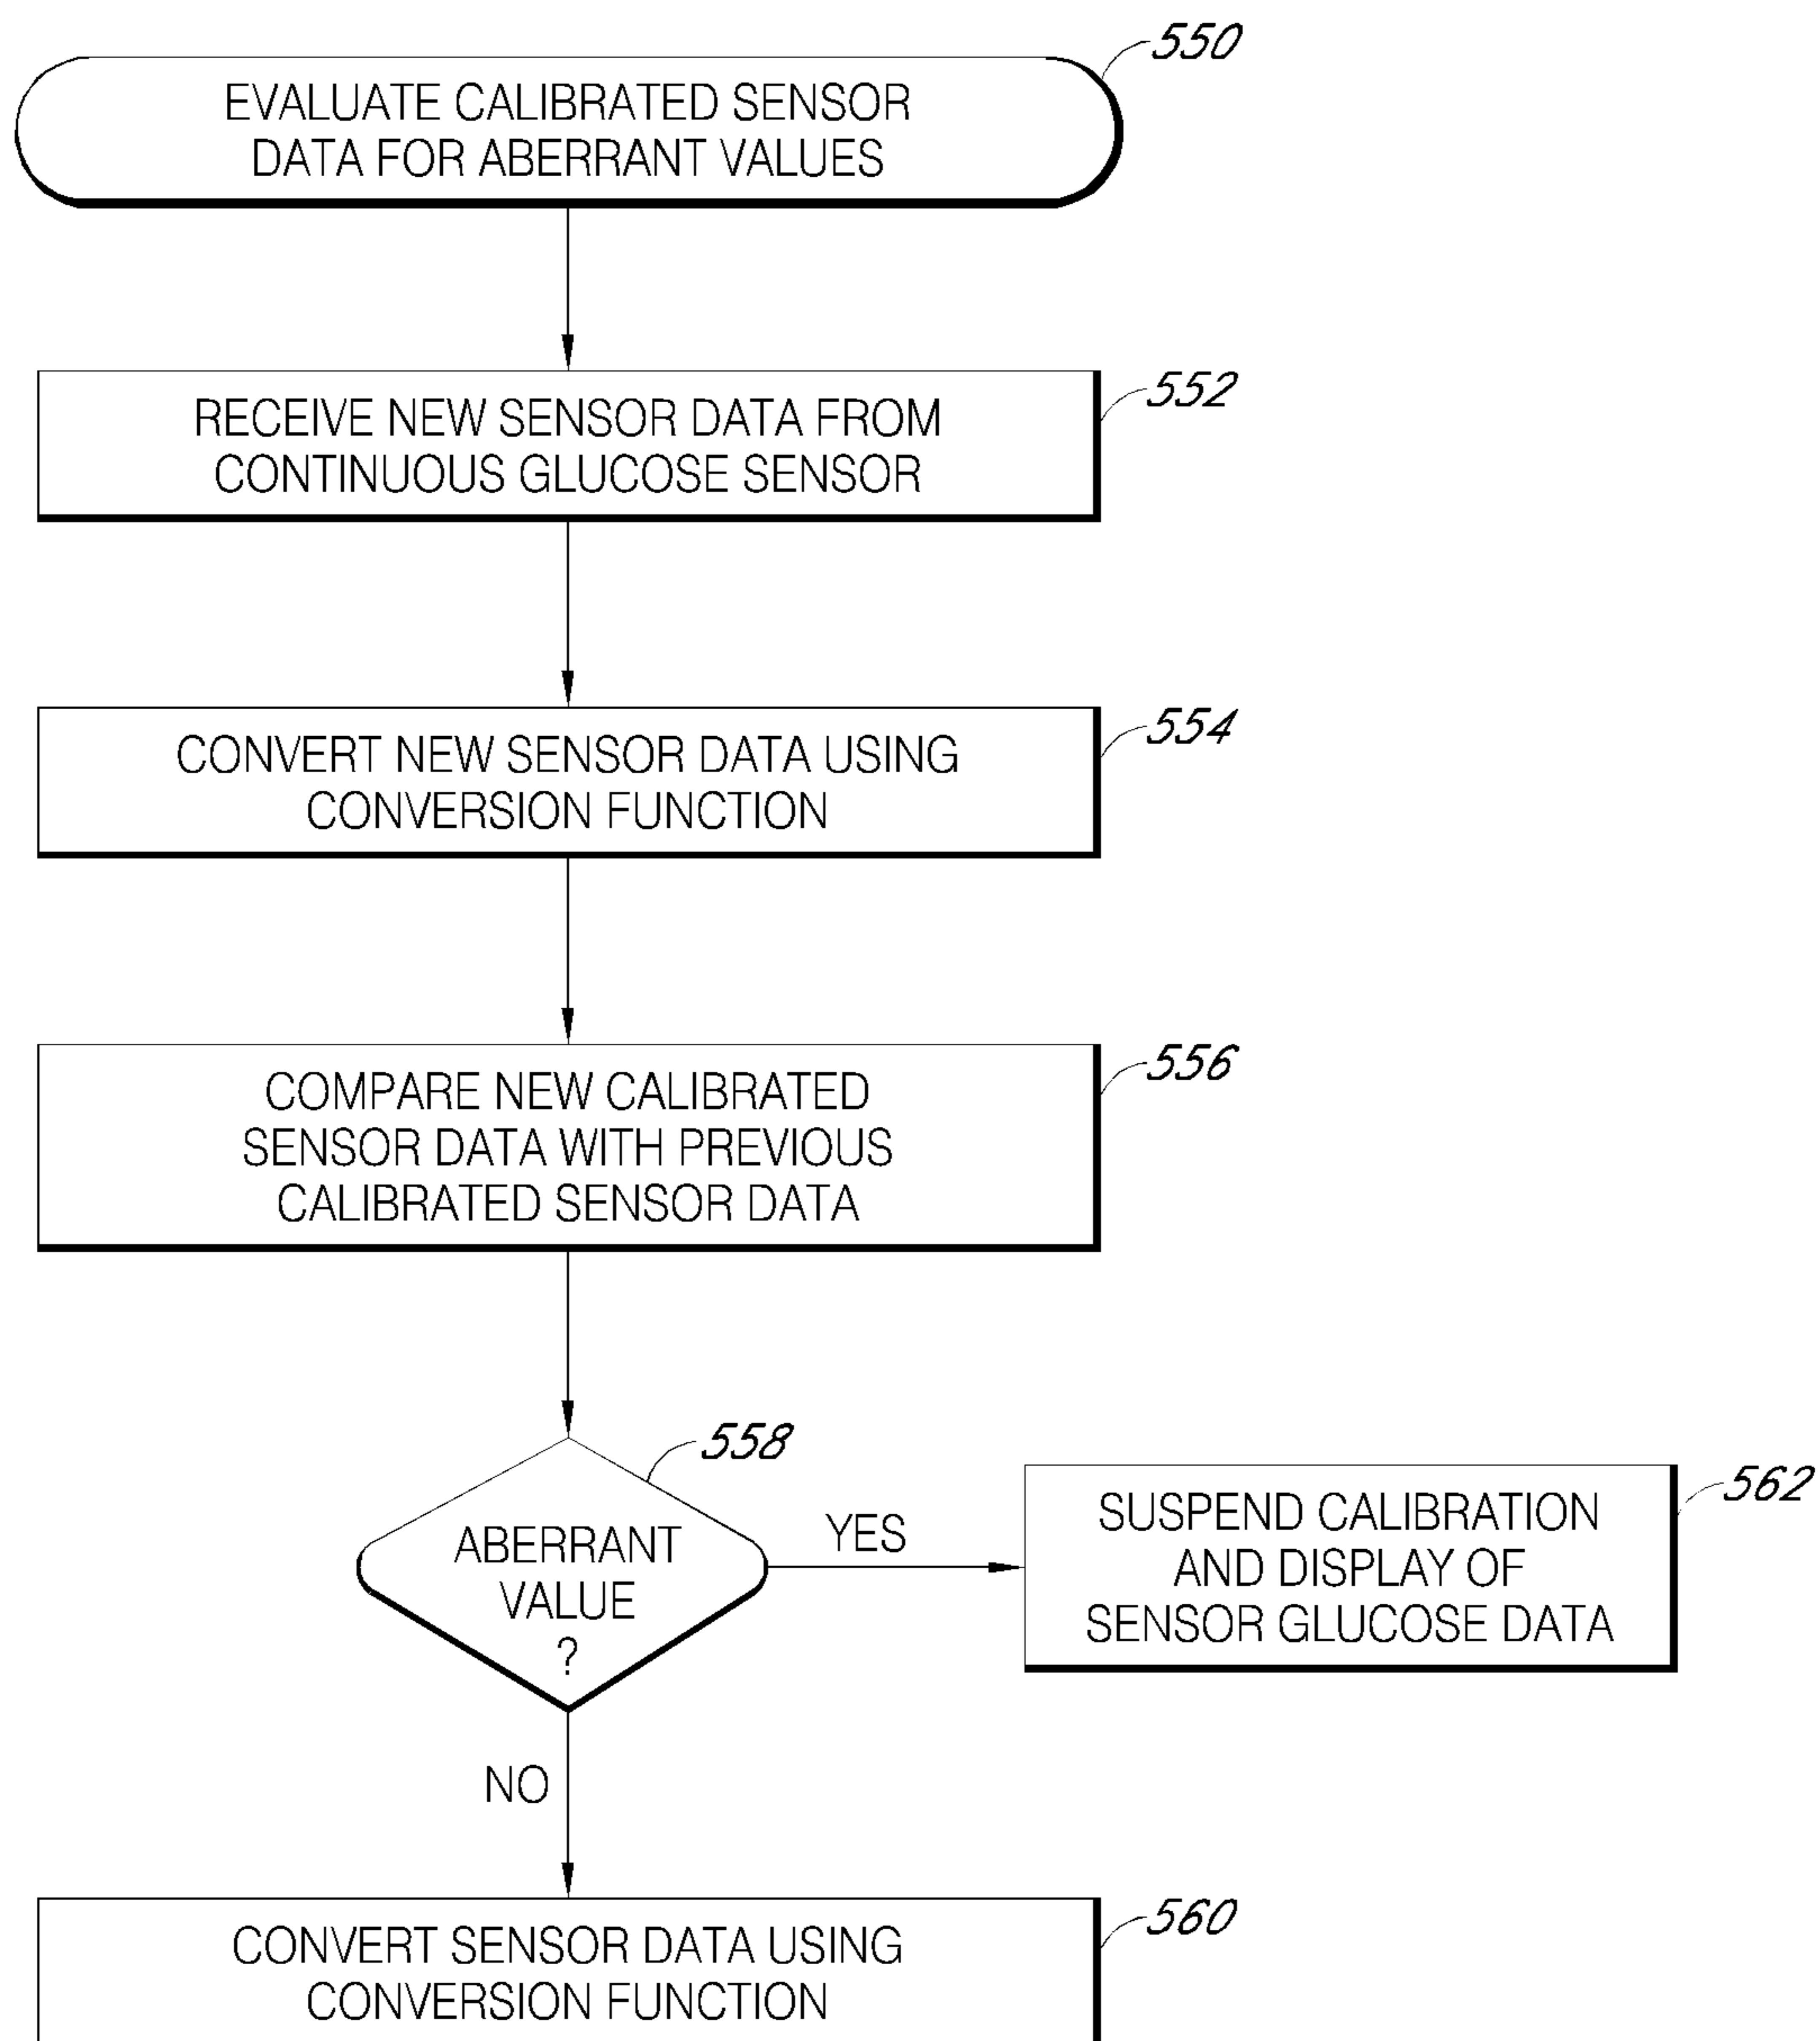 550
EVALUATE CALIBRATED SENSOR
DATA FOR ABERRANT VALUES
552
RECEIVE NEW SENSOR DATA FROM
CONTINUOUS GLUCOSE SENSOR
554
CONVERT NEW SENSOR DATA USING
CONVERSION FUNCTION
556
COMPARE NEW CALIBRATED
SENSOR DATA WITH PREVIOUS
CALIBRATED SENSOR DATA
558
ABERRANT
VALUE
?
YES
562
SUSPEND CALIBRATION
AND DISPLAY OF
SENSOR GLUCOSE DATA
NO
560
CONVERT SENSOR DATA USING
CONVERSION FUNCTION